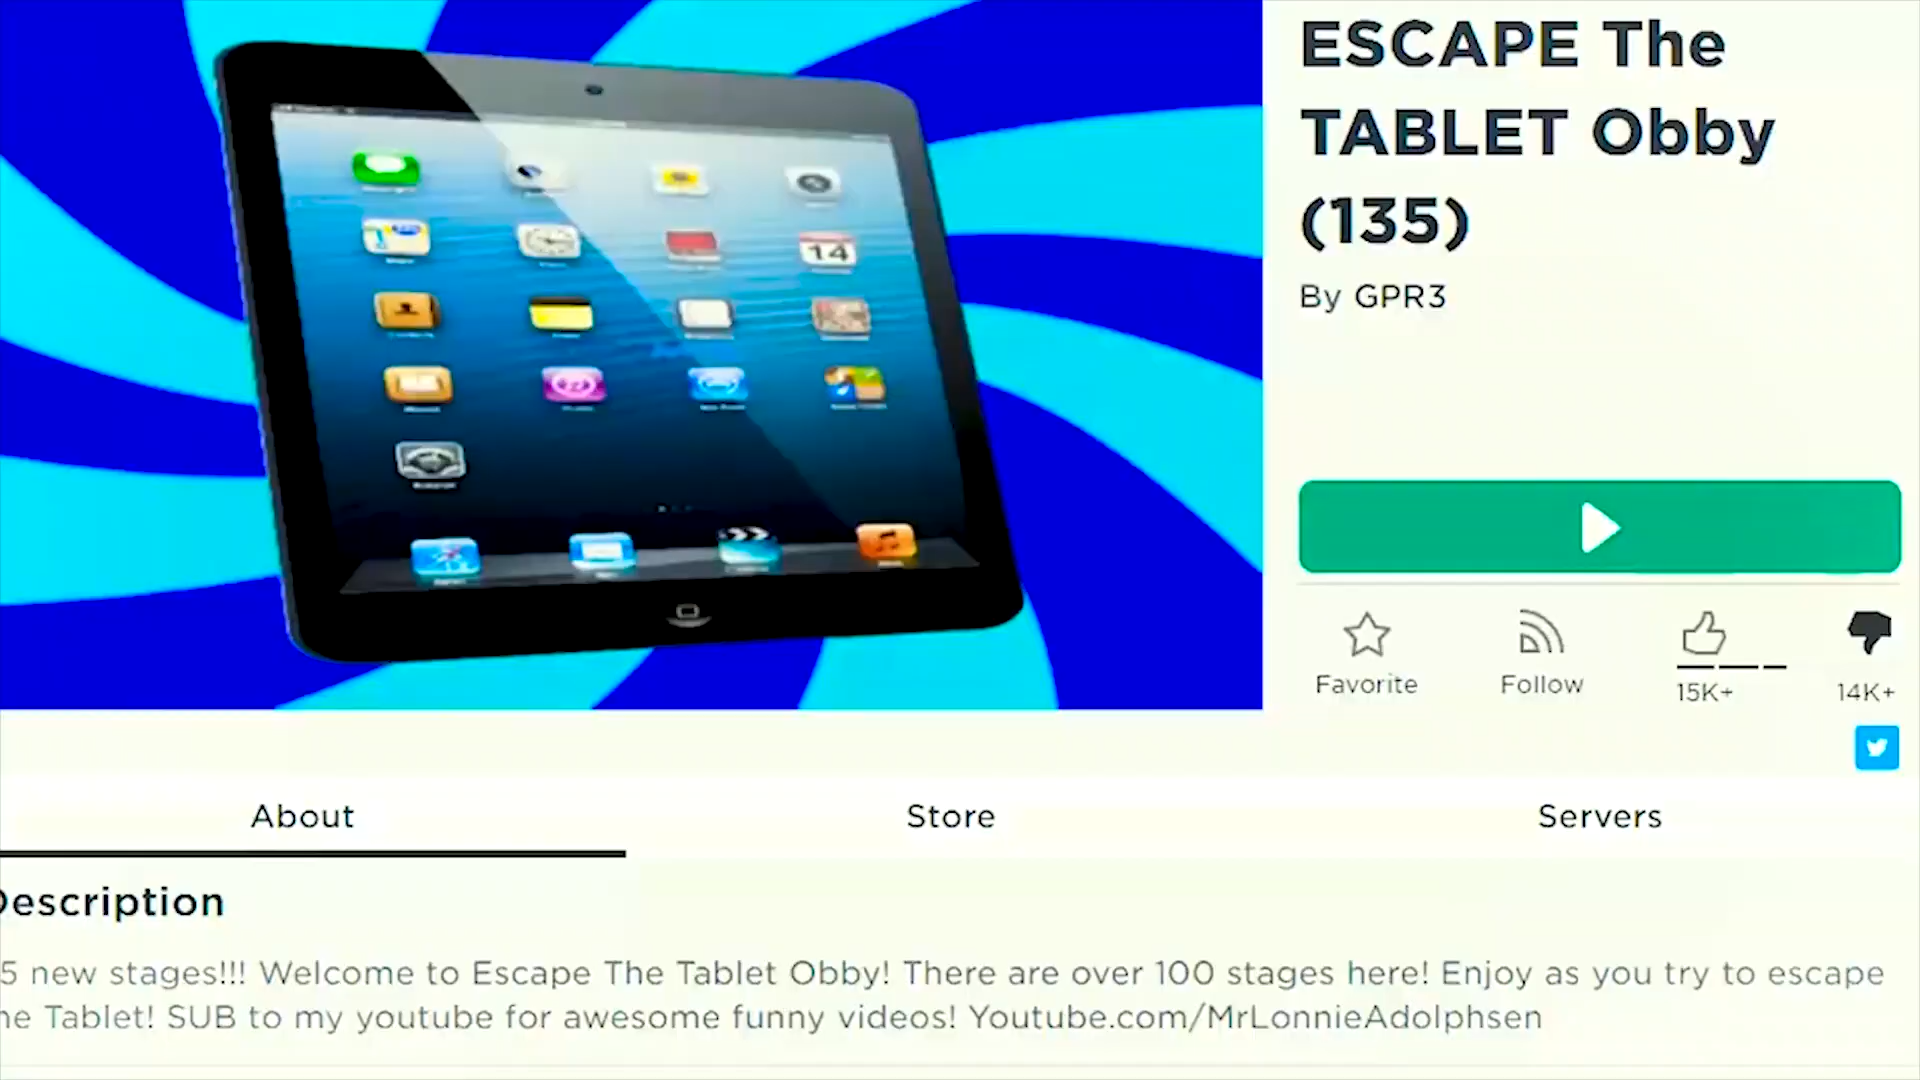 ESCAPE The
TABLET Obby
(135)
By GPR3
14
Favorite
Follow
15K+
14K+
About
Store
Servers
Description
5 new stages!!! Welcome to Escape The Tablet Obby! There are over 100 stages here! Enjoy as you try to escape
he Tablet! SUB to my youtube for awesome funny videos! Youtube.com/MrLonnieAdolphsen